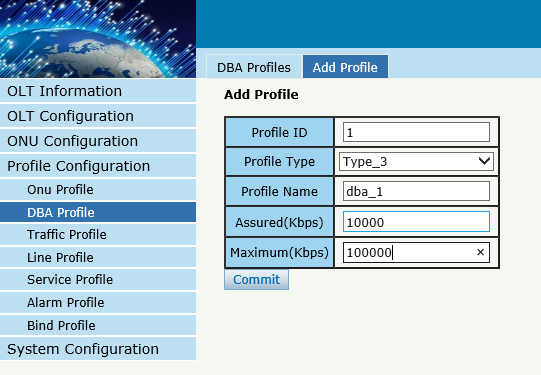 DBA Profiles Add Profile
Add Profile
OLT Information
OLT Configuration
ONU Configuration
Profile Configuration
Onu Profile
DBA Profile
Traffic Profile
Line Profile
Service Profile
Alarm Profile
Bind Profile
System Configuration
Profile ID 1
Profile Type Type_3
Profile Name dba_1
Assured(Kbps) 10000
Maximum(Kbps) 100000 ×
Commit